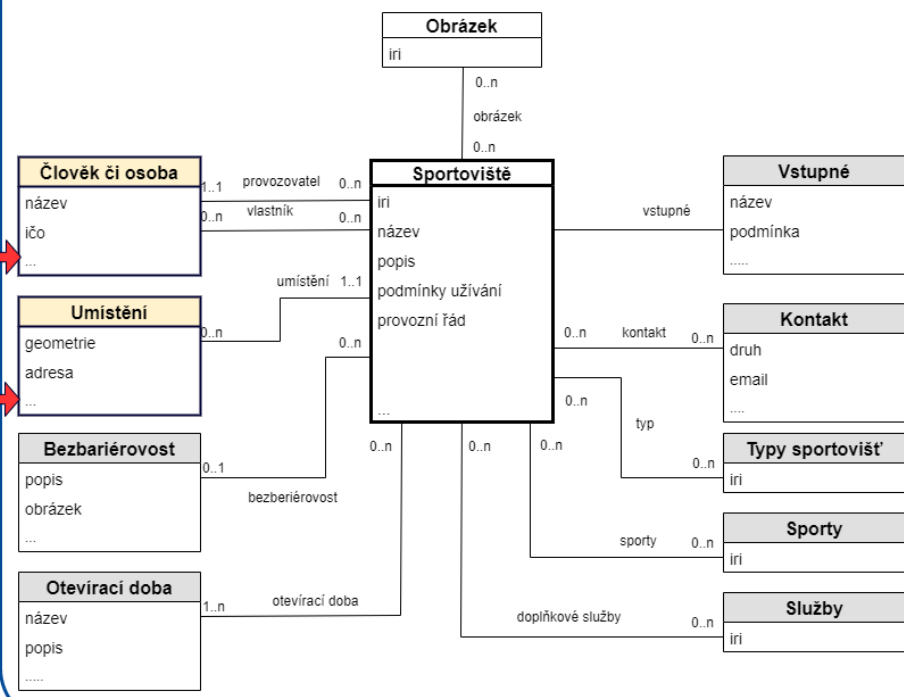 Obrázek
iri
0..n
obrázek
0..n
Člověk či osoba
název
ičo
...
1..1 provozovatel 0..n
0..n vlastník 0..n
Sportoviště
iri
název
popis
podmínky užívání
provozní řád
...
Vstupné
název
podmínka
.....
vstupné
Umístění
geometrie
adresa
...
umístění 1..1
0..n
0..n
Kontakt
druh
email
....
0..n kontakt 0..n
Bezbariérovost
popis
obrázek
...
0..1
bezberiérovost
Typy sportovišť
iri
0..n
typ
0..n
Sporty
iri
0..n
sporty 0..n
Otevírací doba
název
popis
.....
1..n otevírací doba
0..n
Služby
iri
0..n
doplňkové služby 0..n